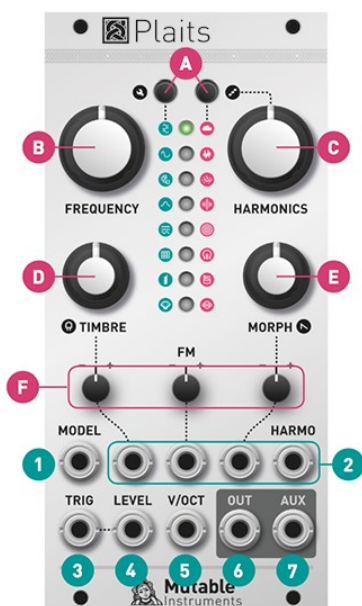 Plaits
A
B
C
FREQUENCY
HARMONICS
D
E
TIMBRE
MORPH
FM
- + - + - +
F
MODEL
HARMO
1
2
TRIG
LEVEL
V/OCT
OUT
AUX
3
4
5
6
7
Mutable
Instruments